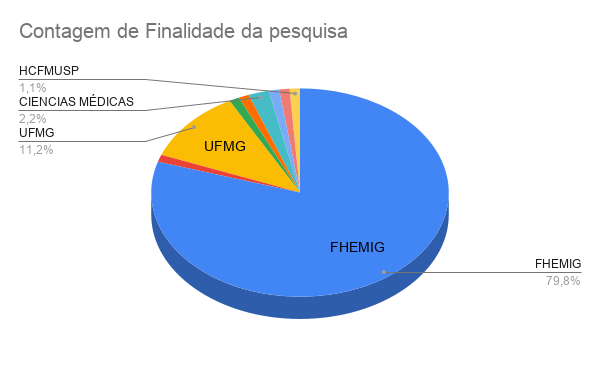 Contagem de Finalidade da pesquisa
HCFMUSP
1,1%
CIENCIAS MÉDICAS
2,2%
UFMG
11,2%
UFMG
FHEMIG
FHEMIG
79,8%